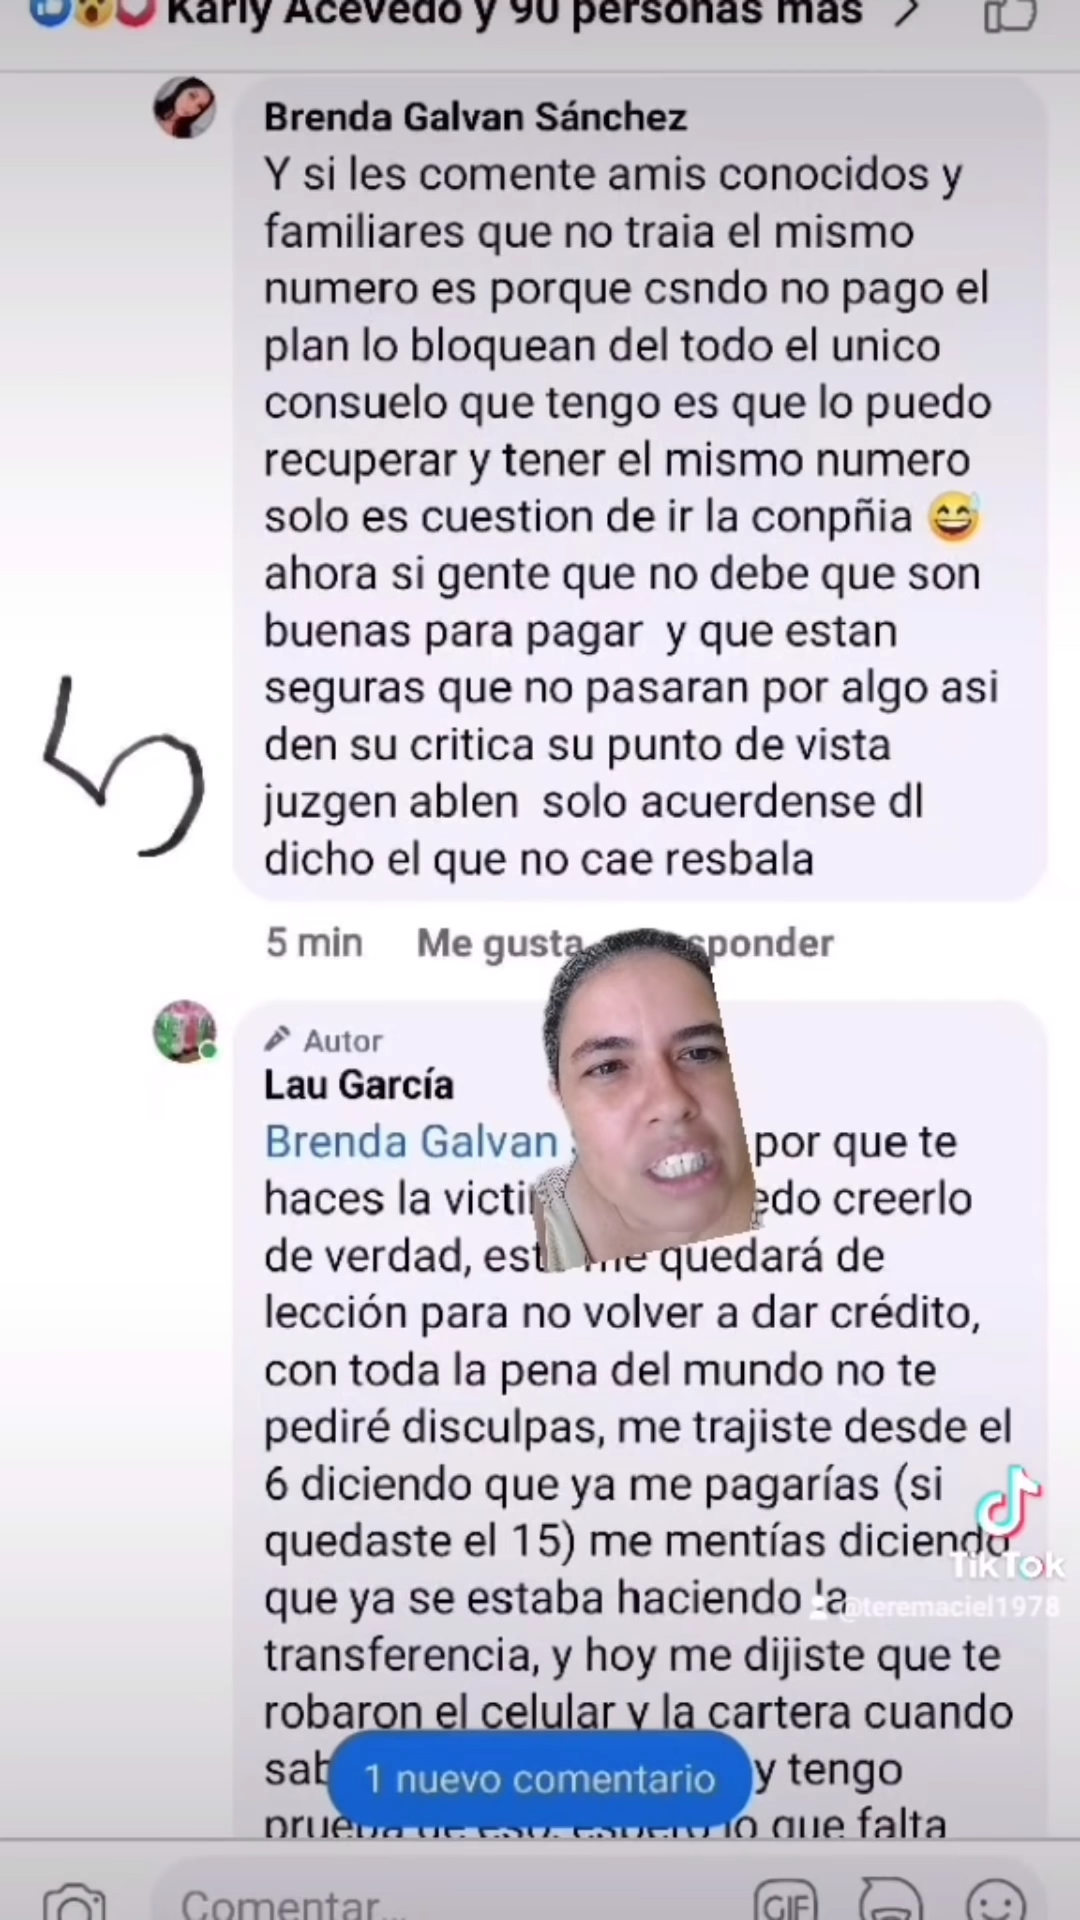 Karly Acevedo y 90 personas más
Brenda Galvan Sánchez
Y si les comente amis conocidos y
familiares que no traia el mismo
numero es porque csndo no pago el
plan lo bloquean del todo el unico
consuelo que tengo es que lo puedo
recuperar y tener el mismo numero
solo es cuestion de ir la conpñia 😅
ahora si gente que no debe que son
buenas para pagar y que estan
seguras que no pasaran por algo asi
den su critica su punto de vista
juzgen ablen solo acuerdense dl
dicho el que no cae resbala
5 min Me gusta
Autor
Lau García
Brenda Galvan por que te
haces la creerlo
de verdad, me quedará de
lección para no volver a dar crédito,
con toda la pena del mundo no te
pediré disculpas, me trajiste desde el
6 diciendo que ya me pagarías (si
quedaste el 15) me mentías diciendo
que ya se estaba haciendo la
transferencia, y hoy me dijiste que te
robaron el celular y la cartera cuando
y tengo
lo que falta
1 nuevo comentario
TikTok
@teremaciel1978
Comentar...
GIF